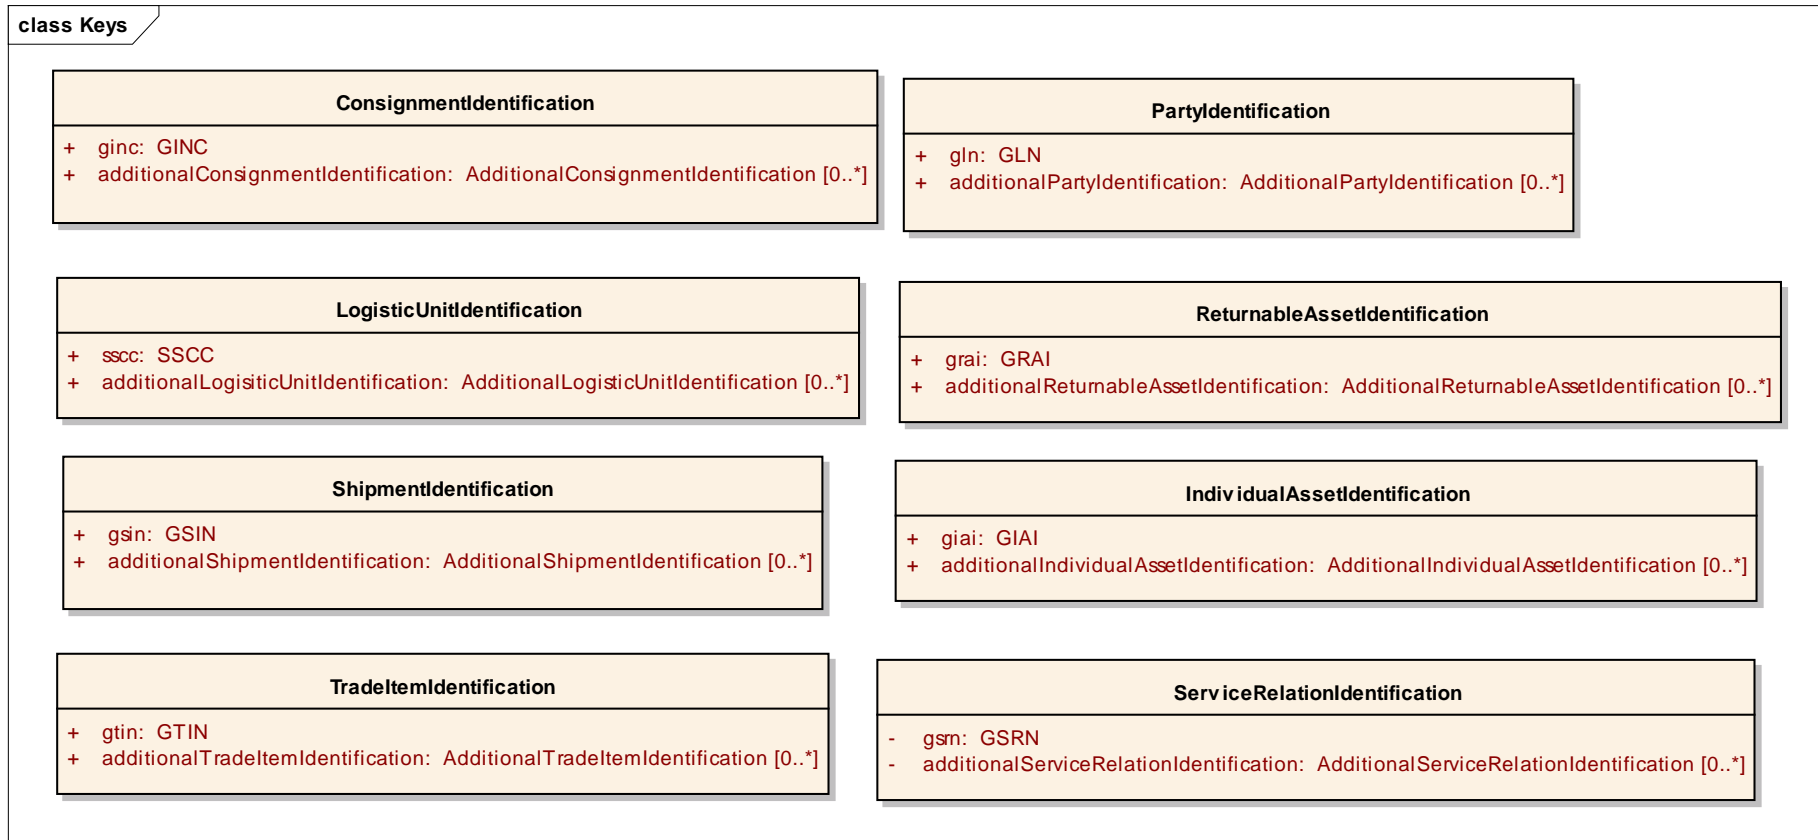 class Keys
ConsignmentIdentification
+ ginc: GINC
+ additionalConsignmentIdentification: AdditionalConsignmentIdentification [0..*]
PartyIdentification
+ gln: GLN
+ additionalPartyIdentification: AdditionalPartyIdentification [0..*]
LogisticUnitIdentification
+ sscc: SSCC
+ additionalLogisiticUnitIdentification: AdditionalLogisticUnitIdentification [0..*]
ReturnableAssetIdentification
+ grai: GRAI
+ additionalReturnableAssetIdentification: AdditionalReturnableAssetIdentification [0..*]
ShipmentIdentification
+ gsin: GSIN
+ additionalShipmentIdentification: AdditionalShipmentIdentification [0..*]
IndividualAssetIdentification
+ giai: GIAI
+ additionalIndividualAssetIdentification: AdditionalIndividualAssetIdentification [0..*]
TradeItemIdentification
+ gtin: GTIN
+ additionalTradeItemIdentification: AdditionalTradeItemIdentification [0..*]
ServiceRelationIdentification
- gsrn: GSRN
- additionalServiceRelationIdentification: AdditionalServiceRelationIdentification [0..*]